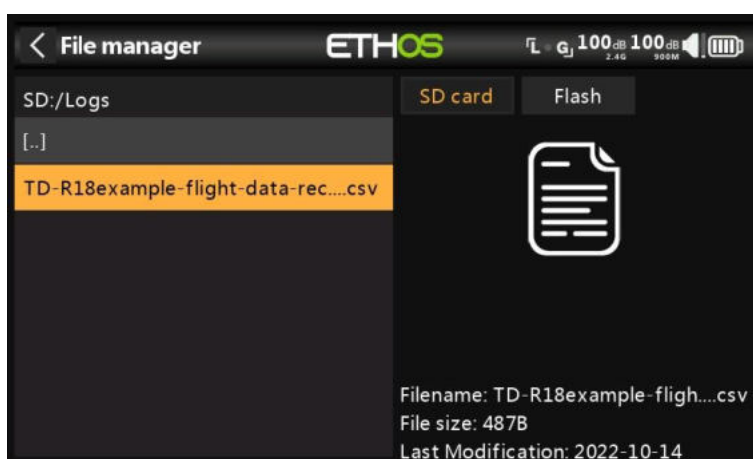 File manager
ETHOS
L G 100dB 2.4G 100dB 900M
SD:/Logs
SD card
Flash
[..]
TD-R18example-flight-data-rec....csv
Filename: TD-R18example-fligh....csv
File size: 487B
Last Modification: 2022-10-14